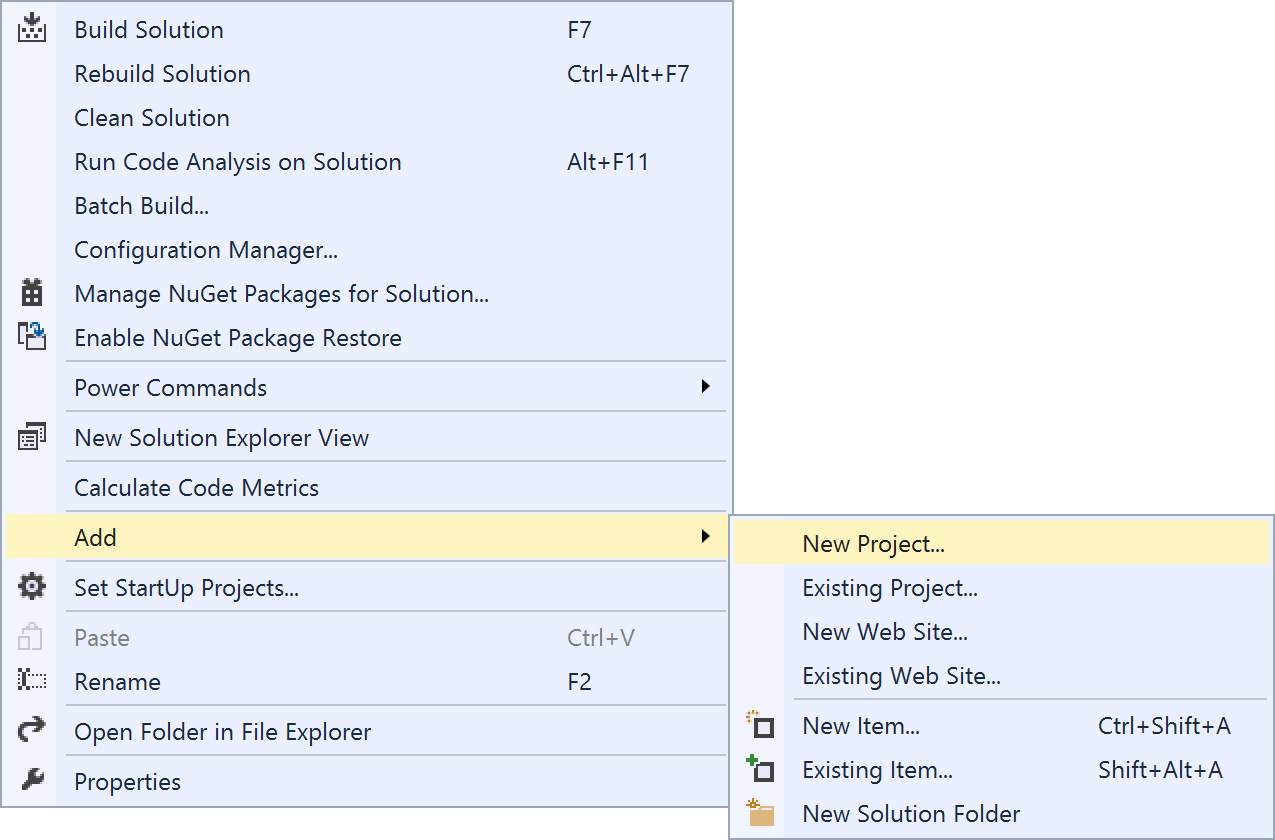 Build Solution F7
Rebuild Solution Ctrl+Alt+F7
Clean Solution
Run Code Analysis on Solution Alt+F11
Batch Build...
Configuration Manager...
Manage NuGet Packages for Solution...
Enable NuGet Package Restore
Power Commands
New Solution Explorer View
Calculate Code Metrics
Add
Set StartUp Projects...
Paste Ctrl+V
Rename F2
Open Folder in File Explorer
Properties
New Project...
Existing Project...
New Web Site...
Existing Web Site...
New Item... Ctrl+Shift+A
Existing Item... Shift+Alt+A
New Solution Folder